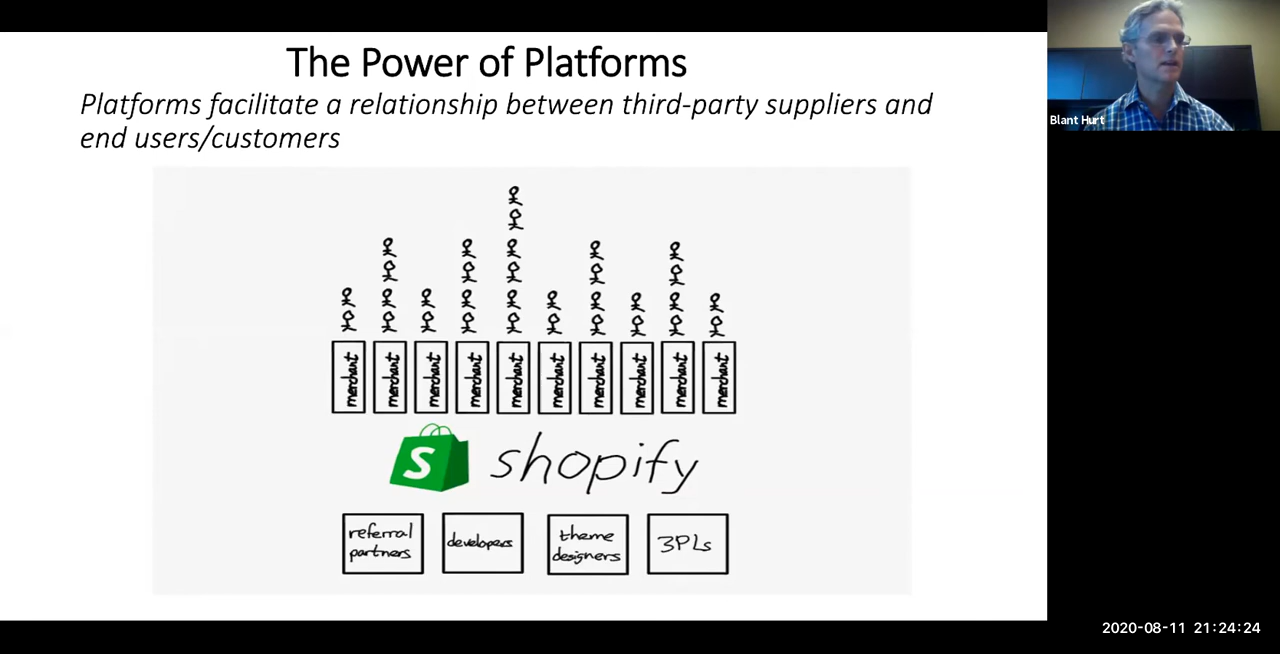 The Power of Platforms
Platforms facilitate a relationship between third-party suppliers and
end users/customers
Blant Hurt
merchant merchant merchant merchant merchant merchant merchant merchant merchant merchant
S shopify
referral
partners
developers
theme
designers
3PLs
2020-08-11 21:24:24